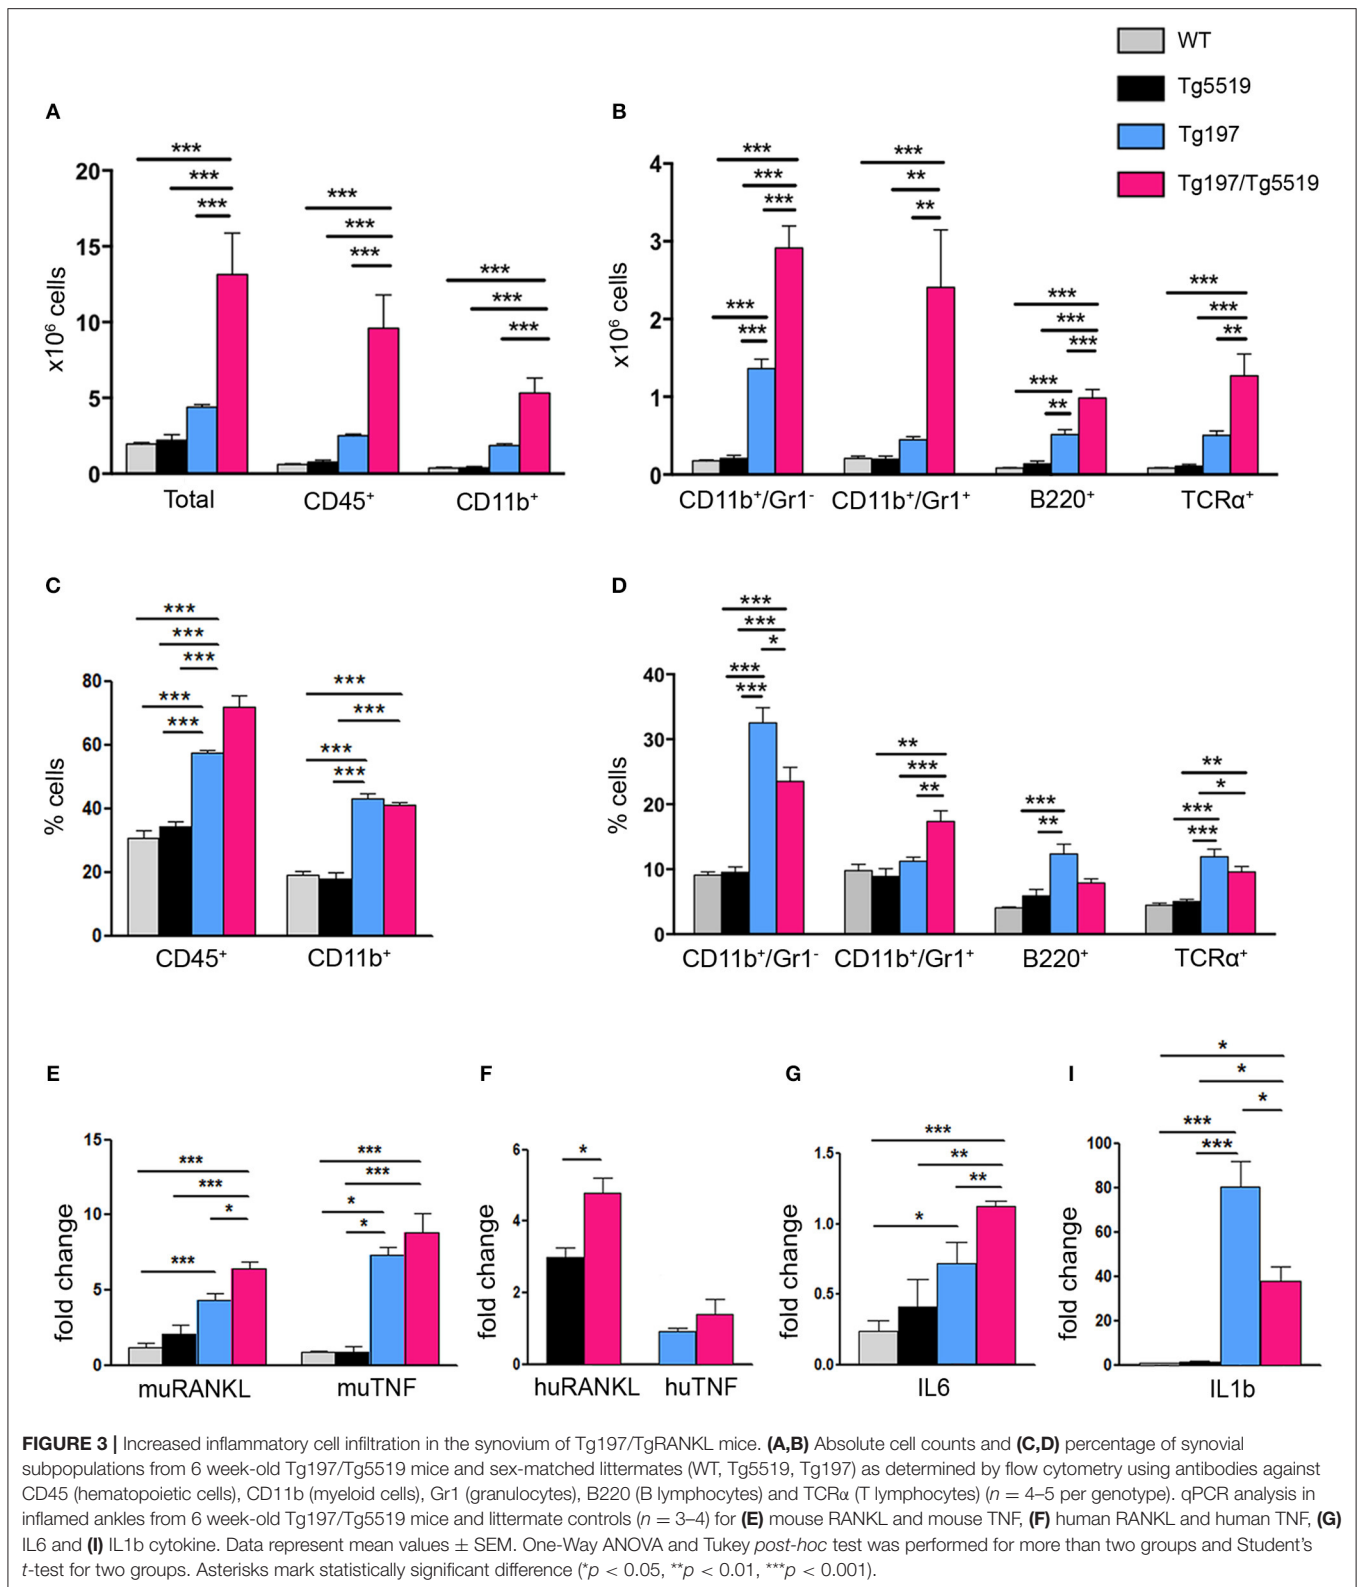 WT
Tg5519
Tg197
Tg197/Tg5519
A
***
***
***
***
***
***
***
***
***
20
15
10
5
0
x10⁶ cells
Total
CD45⁺
CD11b⁺
B
***
***
***
***
***
***
**
**
***
***
***
***
**
***
***
**
4
3
2
1
0
x10⁶ cells
CD11b⁺/Gr1⁻
CD11b⁺/Gr1⁺
B220⁺
TCRα⁺
C
***
***
***
***
***
***
***
***
***
80
60
40
20
0
% cells
CD45⁺
CD11b⁺
D
***
***
*
***
***
**
***
**
***
**
**
*
***
***
40
30
20
10
0
% cells
CD11b⁺/Gr1⁻
CD11b⁺/Gr1⁺
B220⁺
TCRα⁺
E
***
***
*
***
***
***
*
*
15
10
5
0
fold change
muRANKL
muTNF
F
*
6
4
2
0
fold change
huRANKL
huTNF
G
***
**
**
*
1.5
1.0
0.5
0.0
fold change
IL6
I
*
*
*
***
***
100
80
60
40
20
0
fold change
IL1b
FIGURE 3 | Increased inflammatory cell infiltration in the synovium of Tg197/TgRANKL mice. (A,B) Absolute cell counts and (C,D) percentage of synovial
subpopulations from 6 week-old Tg197/Tg5519 mice and sex-matched littermates (WT, Tg5519, Tg197) as determined by flow cytometry using antibodies against
CD45 (hematopoietic cells), CD11b (myeloid cells), Gr1 (granulocytes), B220 (B lymphocytes) and TCRα (T lymphocytes) (n = 4–5 per genotype). qPCR analysis in
inflamed ankles from 6 week-old Tg197/Tg5519 mice and littermate controls (n = 3–4) for (E) mouse RANKL and mouse TNF, (F) human RANKL and human TNF, (G)
IL6 and (I) IL1b cytokine. Data represent mean values ± SEM. One-Way ANOVA and Tukey post-hoc test was performed for more than two groups and Student's
t-test for two groups. Asterisks mark statistically significant difference (*p < 0.05, **p < 0.01, ***p < 0.001).